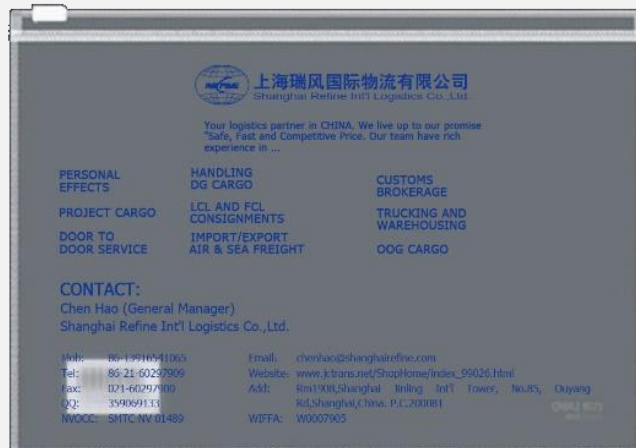 上海瑞风国际物流有限公司
Shanghai Refine Int'l Logistics Co.,Ltd.
Your logistics partner in CHINA. We live up to our promise
"Safe, Fast and Competitive Price. Our team have rich
experience in ...
PERSONAL
EFFECTS
HANDLING
DG CARGO
CUSTOMS
BROKERAGE
PROJECT CARGO
LCL AND FCL
CONSIGNMENTS
TRUCKING AND
WAREHOUSING
DOOR TO
DOOR SERVICE
IMPORT/EXPORT
AIR & SEA FREIGHT
OOG CARGO
CONTACT:
Chen Hao (General Manager)
Shanghai Refine Int'l Logistics Co.,Ltd.
Mob: 86-13916541065 Email: chenhao@shanghairefine.com
Tel: 86-21-60297909 Website: www.jctrans.net/ShopHome/index_99026.html
Fax: 021-60297900 Add: Rm1908,Shanghai Jinling Int'l Tower, No.85, Ouyang
QQ: 359069133 Rd,Shanghai,China. P.C.200081
NVOCC: SMTC-NV 01489 WIFFA: W0007905